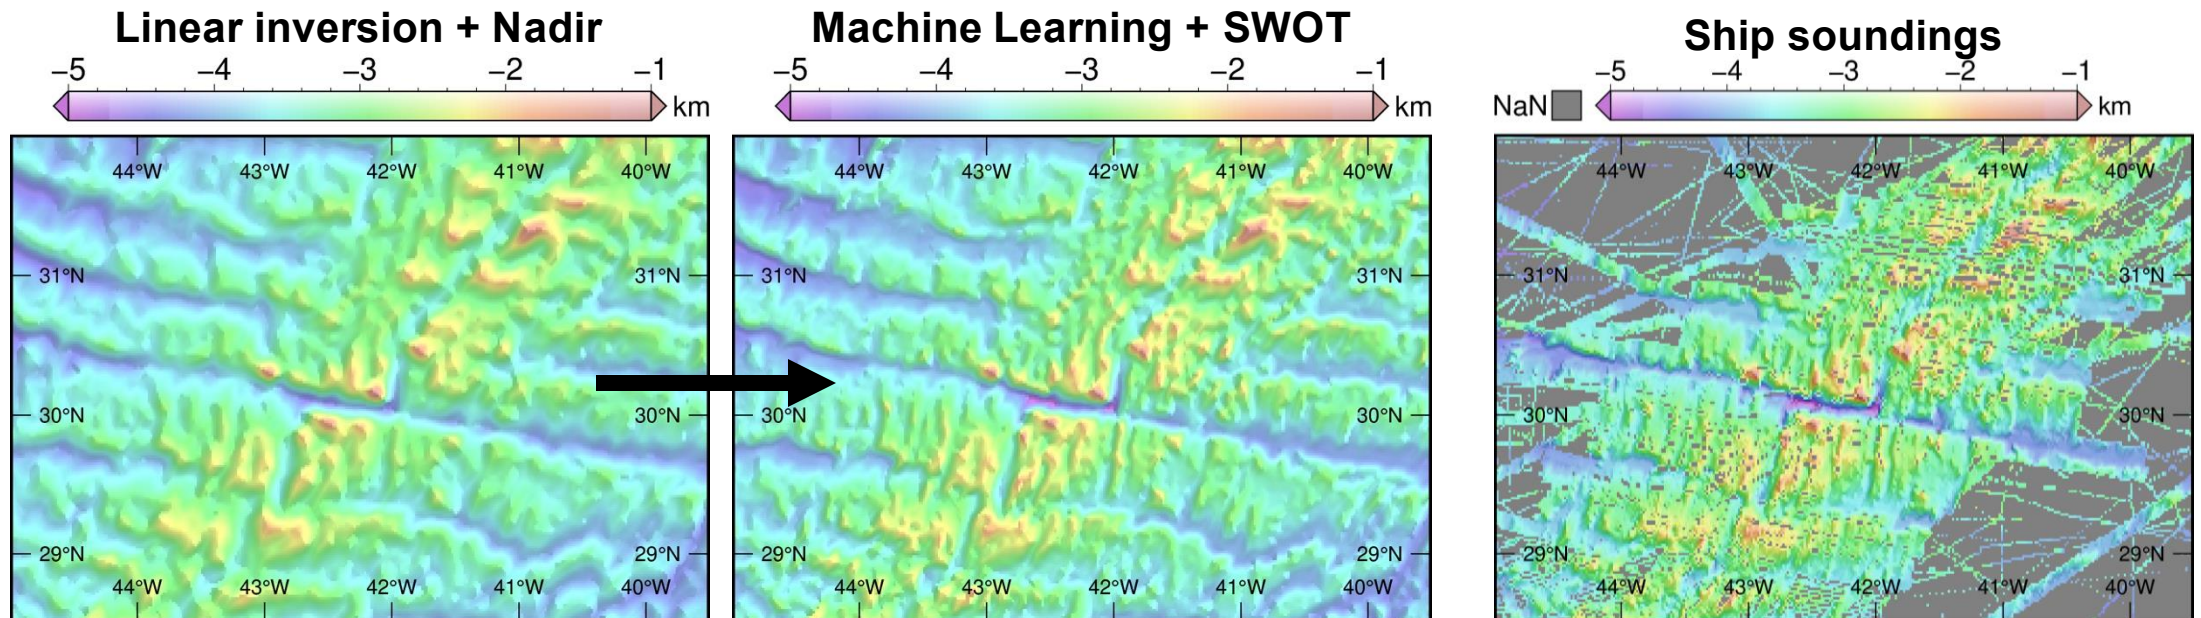 Linear inversion + Nadir
−5 −4 −3 −2 −1
km
44°W 43°W 42°W 41°W 40°W
31°N 31°N
30°N 30°N
29°N 29°N
44°W 43°W 42°W 41°W 40°W
Machine Learning + SWOT
−5 −4 −3 −2 −1
km
44°W 43°W 42°W 41°W 40°W
31°N 31°N
30°N 30°N
29°N 29°N
44°W 43°W 42°W 41°W 40°W
Ship soundings
−5 −4 −3 −2 −1
NaN km
44°W 43°W 42°W 41°W 40°W
31°N 31°N
30°N 30°N
29°N 29°N
44°W 43°W 42°W 41°W 40°W